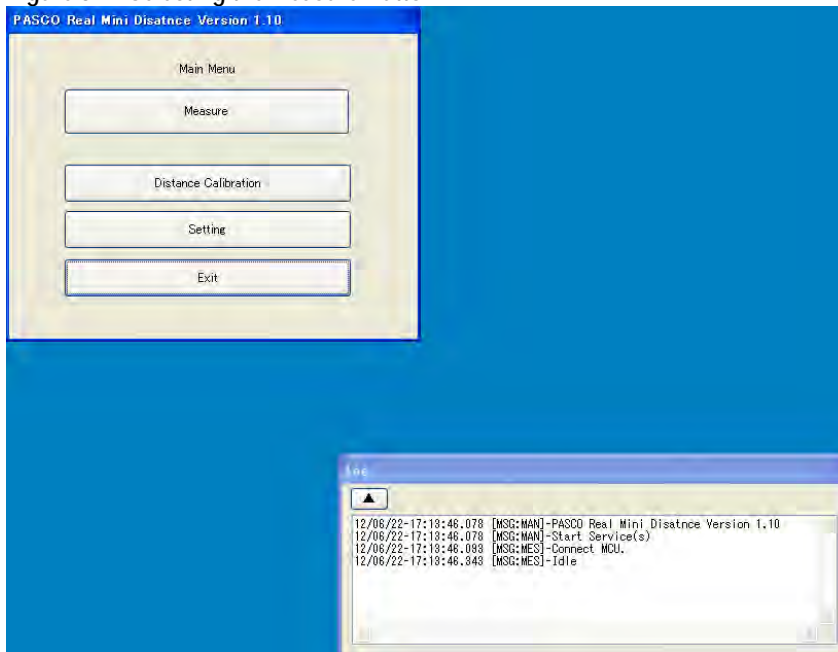 PASCO Real Mini Disatnce Version 1.10
Main Menu
Measure
Distance Calibration
Setting
Exit
Log
▲
12/06/22-17:13:46.078 [MSG:MAN]-PASCO Real Mini Disatnce Version 1.10
12/06/22-17:13:46.078 [MSG:MAN]-Start Service(s)
12/06/22-17:13:46.093 [MSG:MES]-Connect MCU.
12/06/22-17:13:46.343 [MSG:MES]-Idle